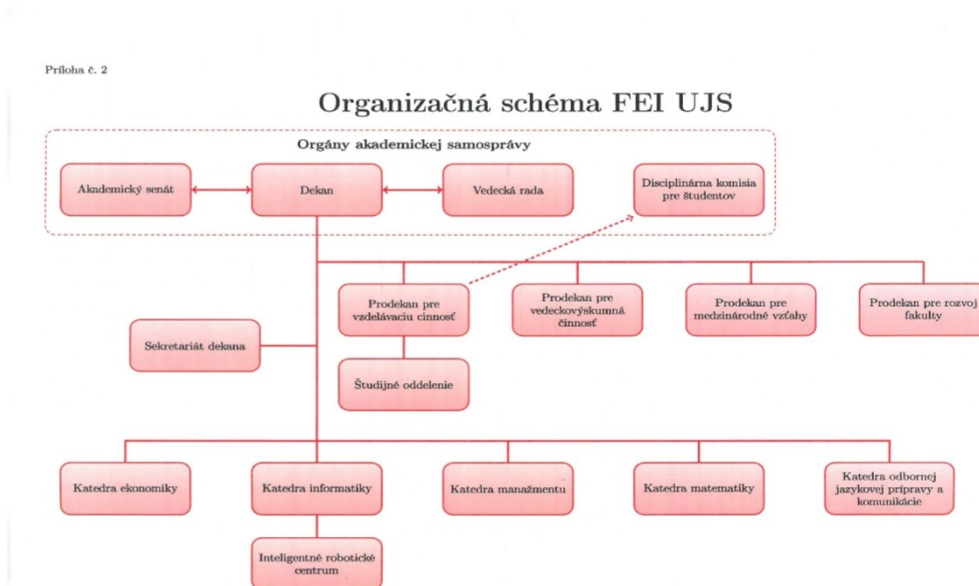 Príloha č. 2
Organizačná schéma FEI UJS
Orgány akademickej samosprávy
Akademický senát
Dekan
Vedecká rada
Disciplinárna komisia
pre študentov
Prodekan pre
vzdelávaciu cinnosť
Prodekan pre
vedeckovýskumná
činnosť
Prodekan pre
medzinárodné vzťahy
Prodekan pre rozvoj
fakulty
Sekretariát dekana
Študijné oddelenie
Katedra ekonomiky
Katedra informatiky
Katedra manažmentu
Katedra matematiky
Katedra odbornej
jazykovej prípravy a
komunikácie
Inteligentné robotické
centrum